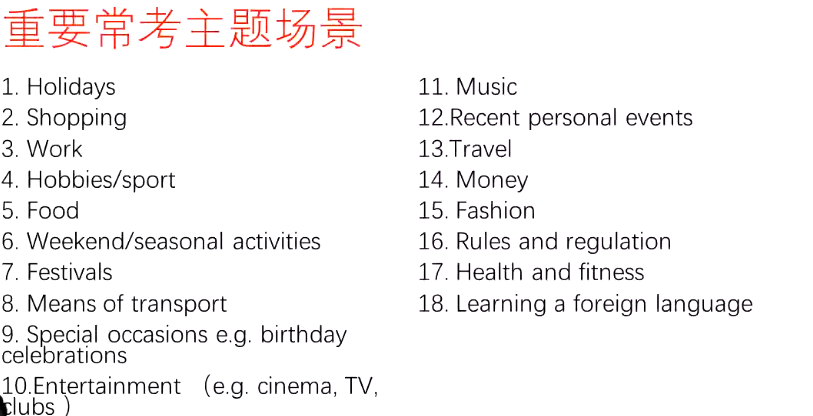 重要常考主题场景
1. Holidays
2. Shopping
3. Work
4. Hobbies/sport
5. Food
6. Weekend/seasonal activities
7. Festivals
8. Means of transport
9. Special occasions e.g. birthday
celebrations
10.Entertainment （e.g. cinema, TV,
clubs ）
11. Music
12.Recent personal events
13.Travel
14. Money
15. Fashion
16. Rules and regulation
17. Health and fitness
18. Learning a foreign language